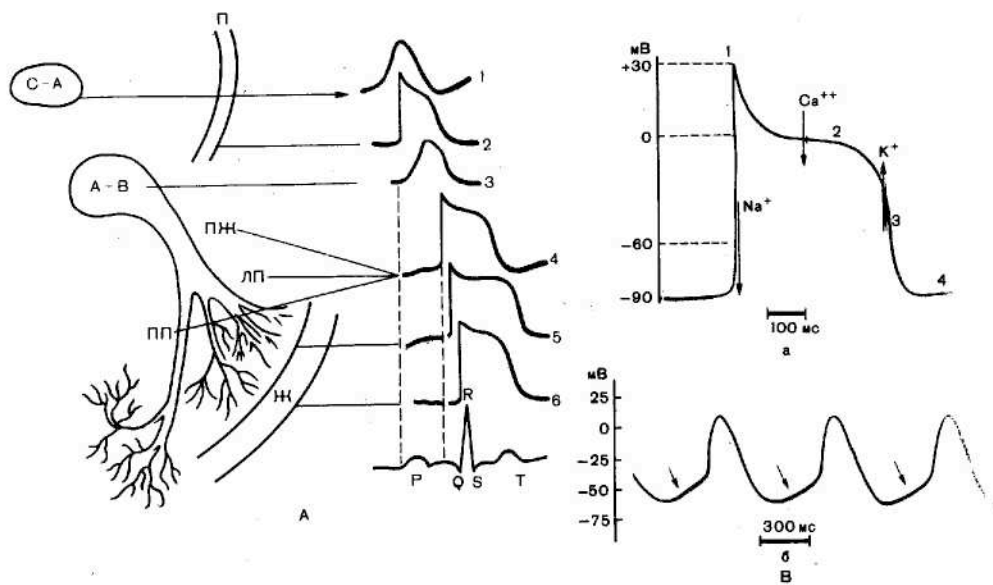 П
С-А
А-В
ПЖ
ЛП
ПП
Ж
1
2
3
4
5
6
R
P
Q
S
T
А
мВ
+30
0
-60
-90
1
Ca++
2
K+
Na+
3
4
100 мс
а
мВ
25
0
-25
-50
-75
300 мс
б
В